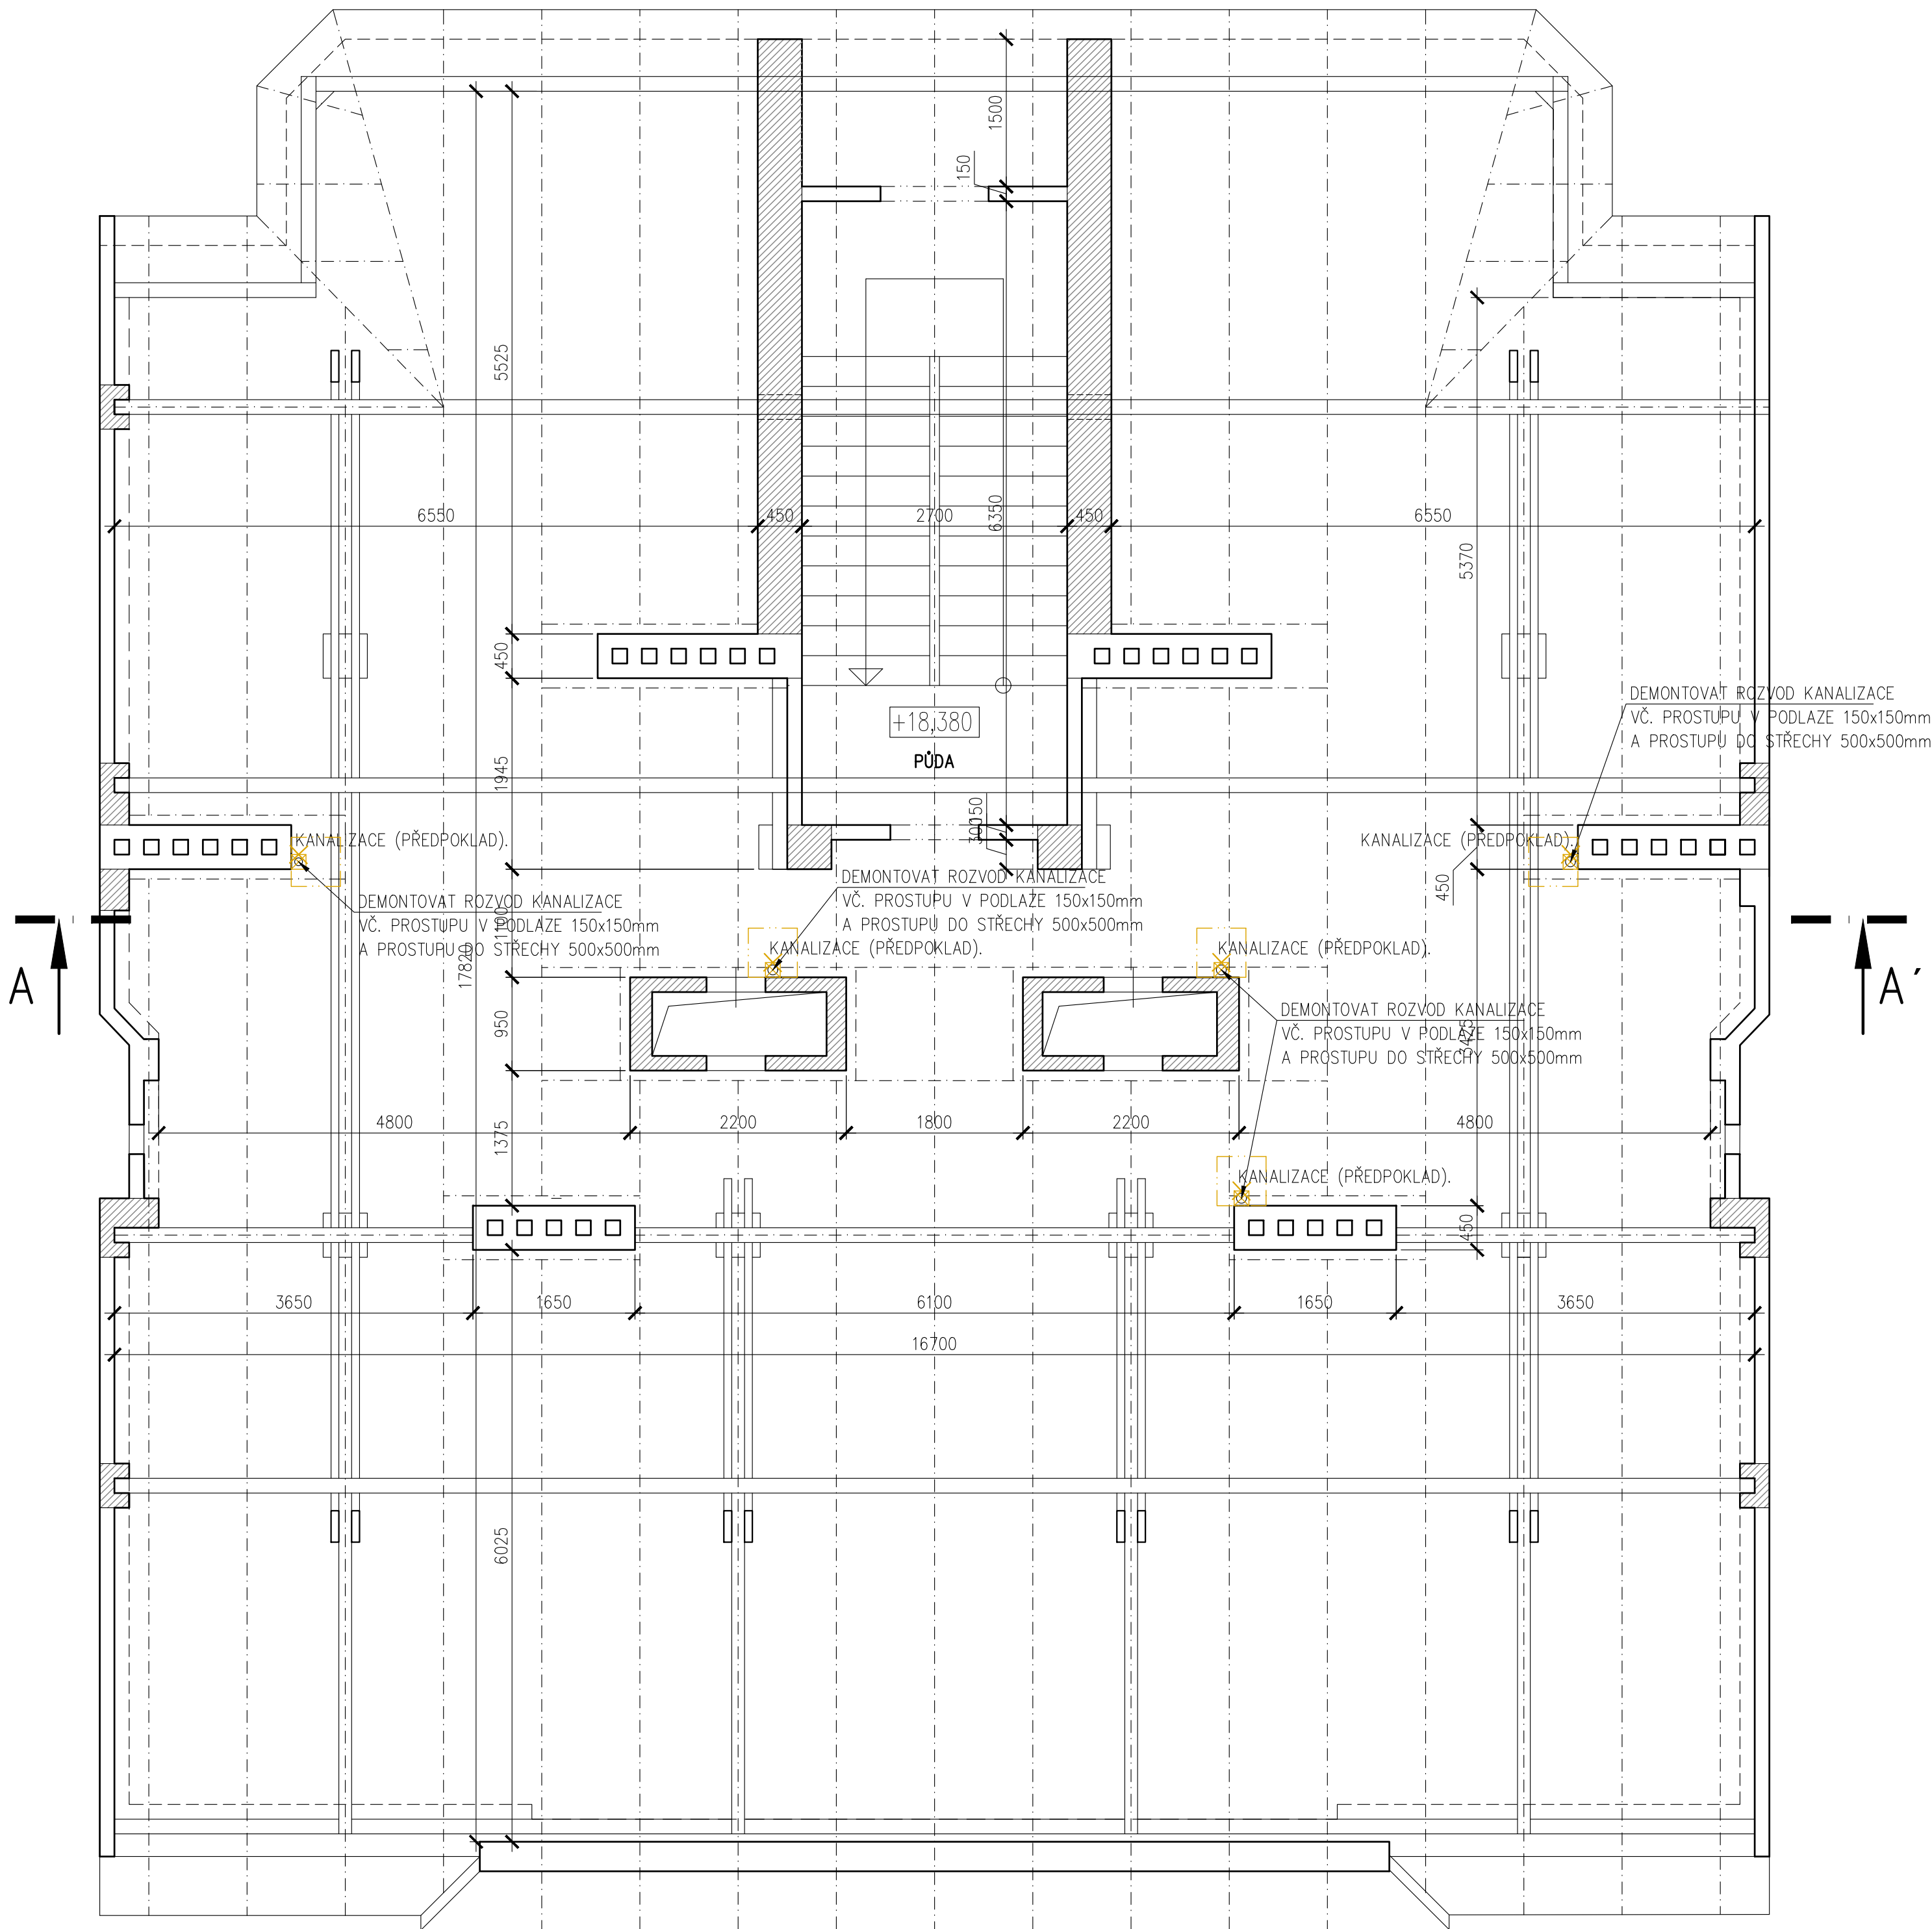 1500
150
5525
6550
450
2700
450
6550
6350
5370
450
DEMONTOVAT ROZVOD KANALIZACE
VČ. PROSTUPU V PODLAZE 150x150mm
A PROSTUPU DO STŘECHY 500x500mm
+18,380
PŮDA
1945
150
300
KANALIZACE (PŘEDPOKLAD).
KANALIZACE (PŘEDPOKLAD).
450
DEMONTOVAT ROZVOD KANALIZACE
VČ. PROSTUPU V PODLAZE 150x150mm
A PROSTUPU DO STŘECHY 500x500mm
DEMONTOVAT ROZVOD KANALIZACE
VČ. PROSTUPU V PODLAZE 150x150mm
A PROSTUPU DO STŘECHY 500x500mm
1100
17820
KANALIZACE (PŘEDPOKLAD).
KANALIZACE (PŘEDPOKLAD).
A
A´
950
DEMONTOVAT ROZVOD KANALIZACE
VČ. PROSTUPU V PODLAZE 150x150mm
A PROSTUPU DO STŘECHY 500x500mm
4800
1375
2200
1800
2200
4800
KANALIZACE (PŘEDPOKLAD).
450
3650
1650
6100
1650
3650
16700
6025